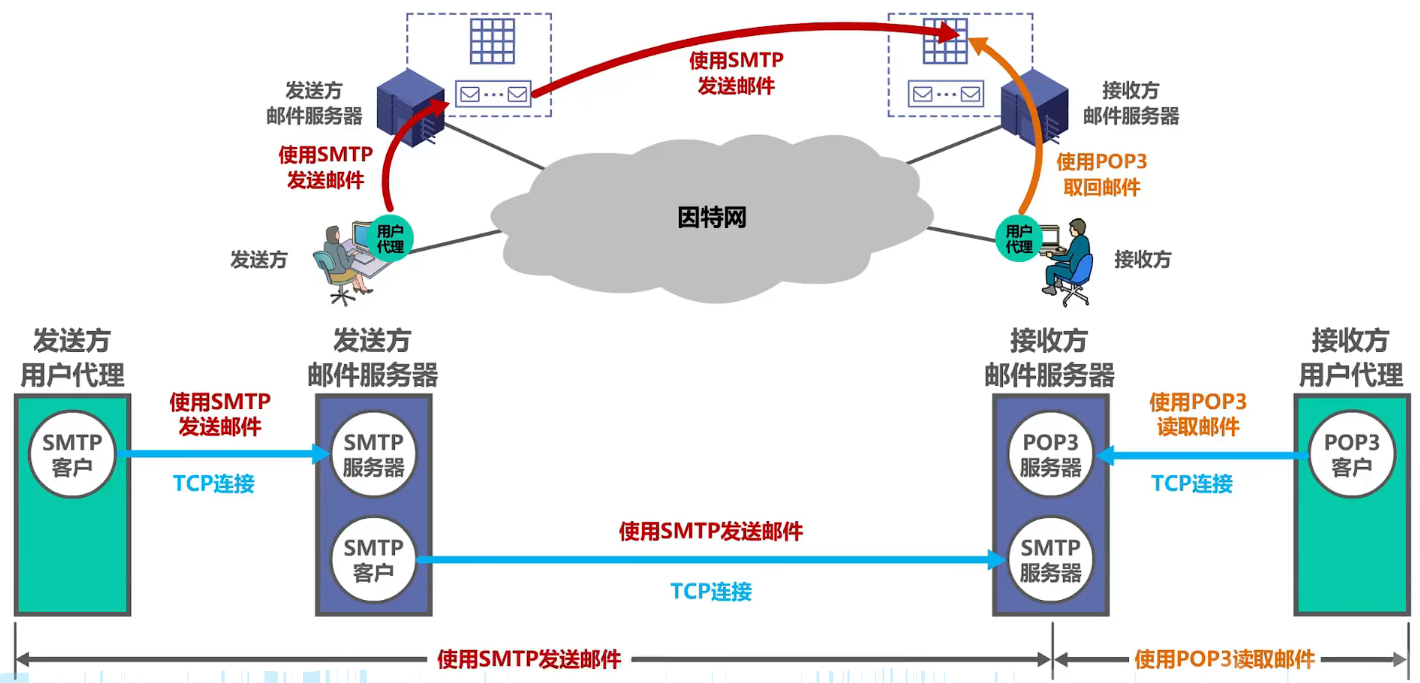 使用SMTP
发送邮件
发送方
邮件服务器
接收方
邮件服务器
使用SMTP
发送邮件
使用POP3
取回邮件
因特网
用户
代理
用户
代理
发送方
接收方
发送方
用户代理
发送方
邮件服务器
接收方
邮件服务器
接收方
用户代理
使用SMTP
发送邮件
使用POP3
读取邮件
SMTP
客户
SMTP
服务器
POP3
服务器
POP3
客户
TCP连接
TCP连接
使用SMTP发送邮件
SMTP
客户
SMTP
服务器
TCP连接
使用SMTP发送邮件
使用POP3读取邮件